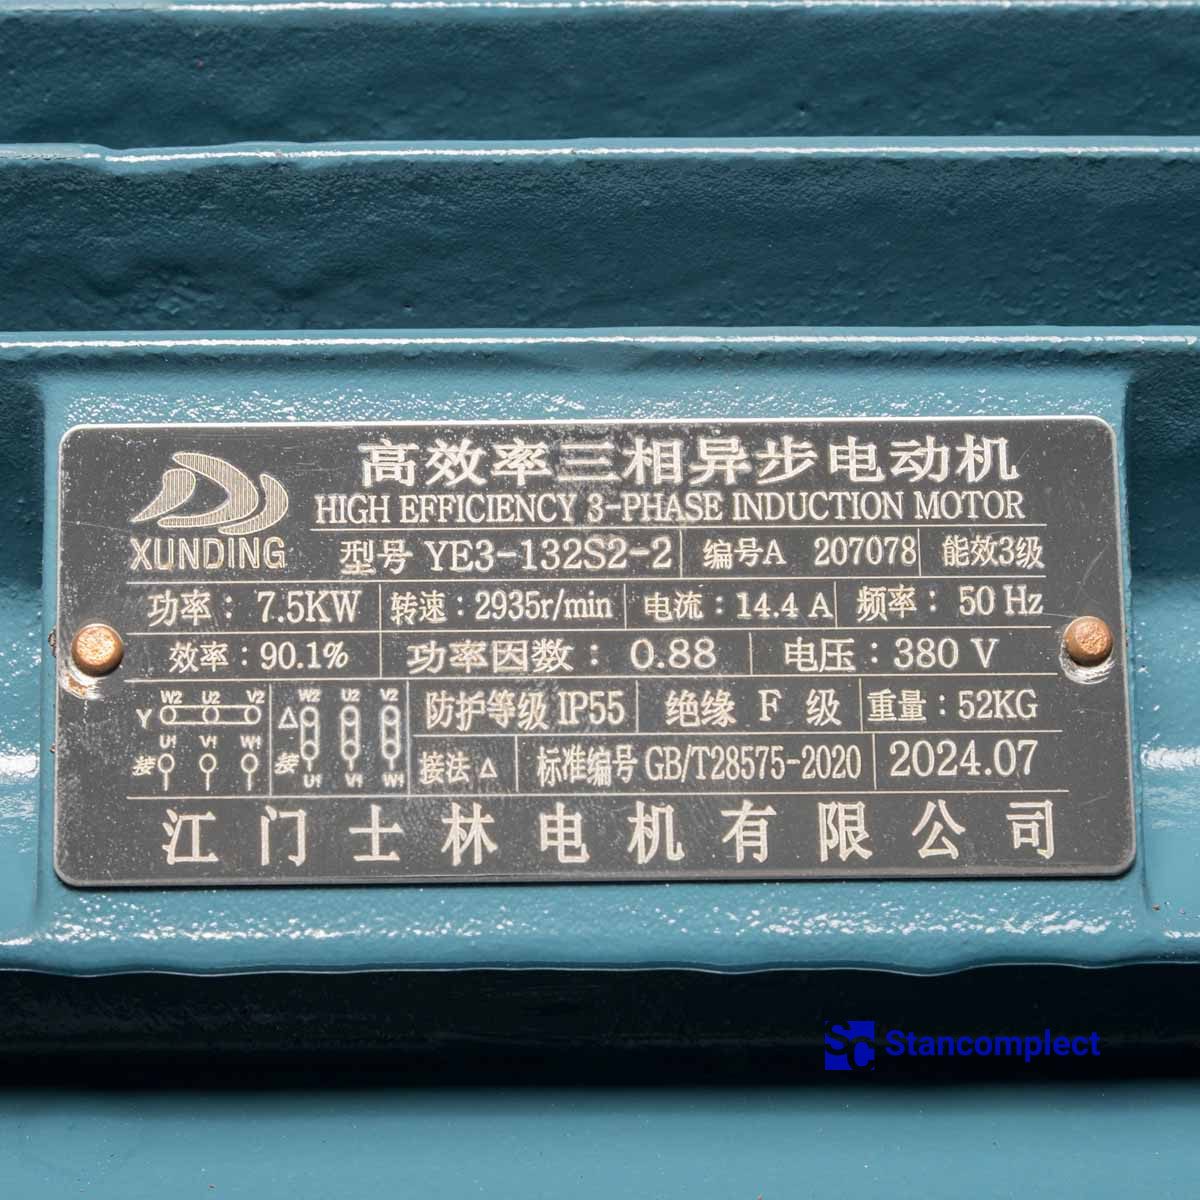 高效率三相异步电动机
HIGH EFFICIENCY 3-PHASE INDUCTION MOTOR
XUNDING
型号 YE3-132S2-2 编号A 207078 能效3级
功率: 7.5KW 转速: 2935r/min 电流: 14.4 A 频率: 50 Hz
效率: 90.1% 功率因数: 0.88 电压: 380 V
W2 U2 V2 W2 U2 V2 防护等级 IP55 绝缘 F 级 重量: 52KG
Y △
U1 V1 W1
接 接 接法 △ 标准编号 GB/T28575-2020 2024.07
U1 V1 W1
江门士林电机有限公司
SC Stancomplect